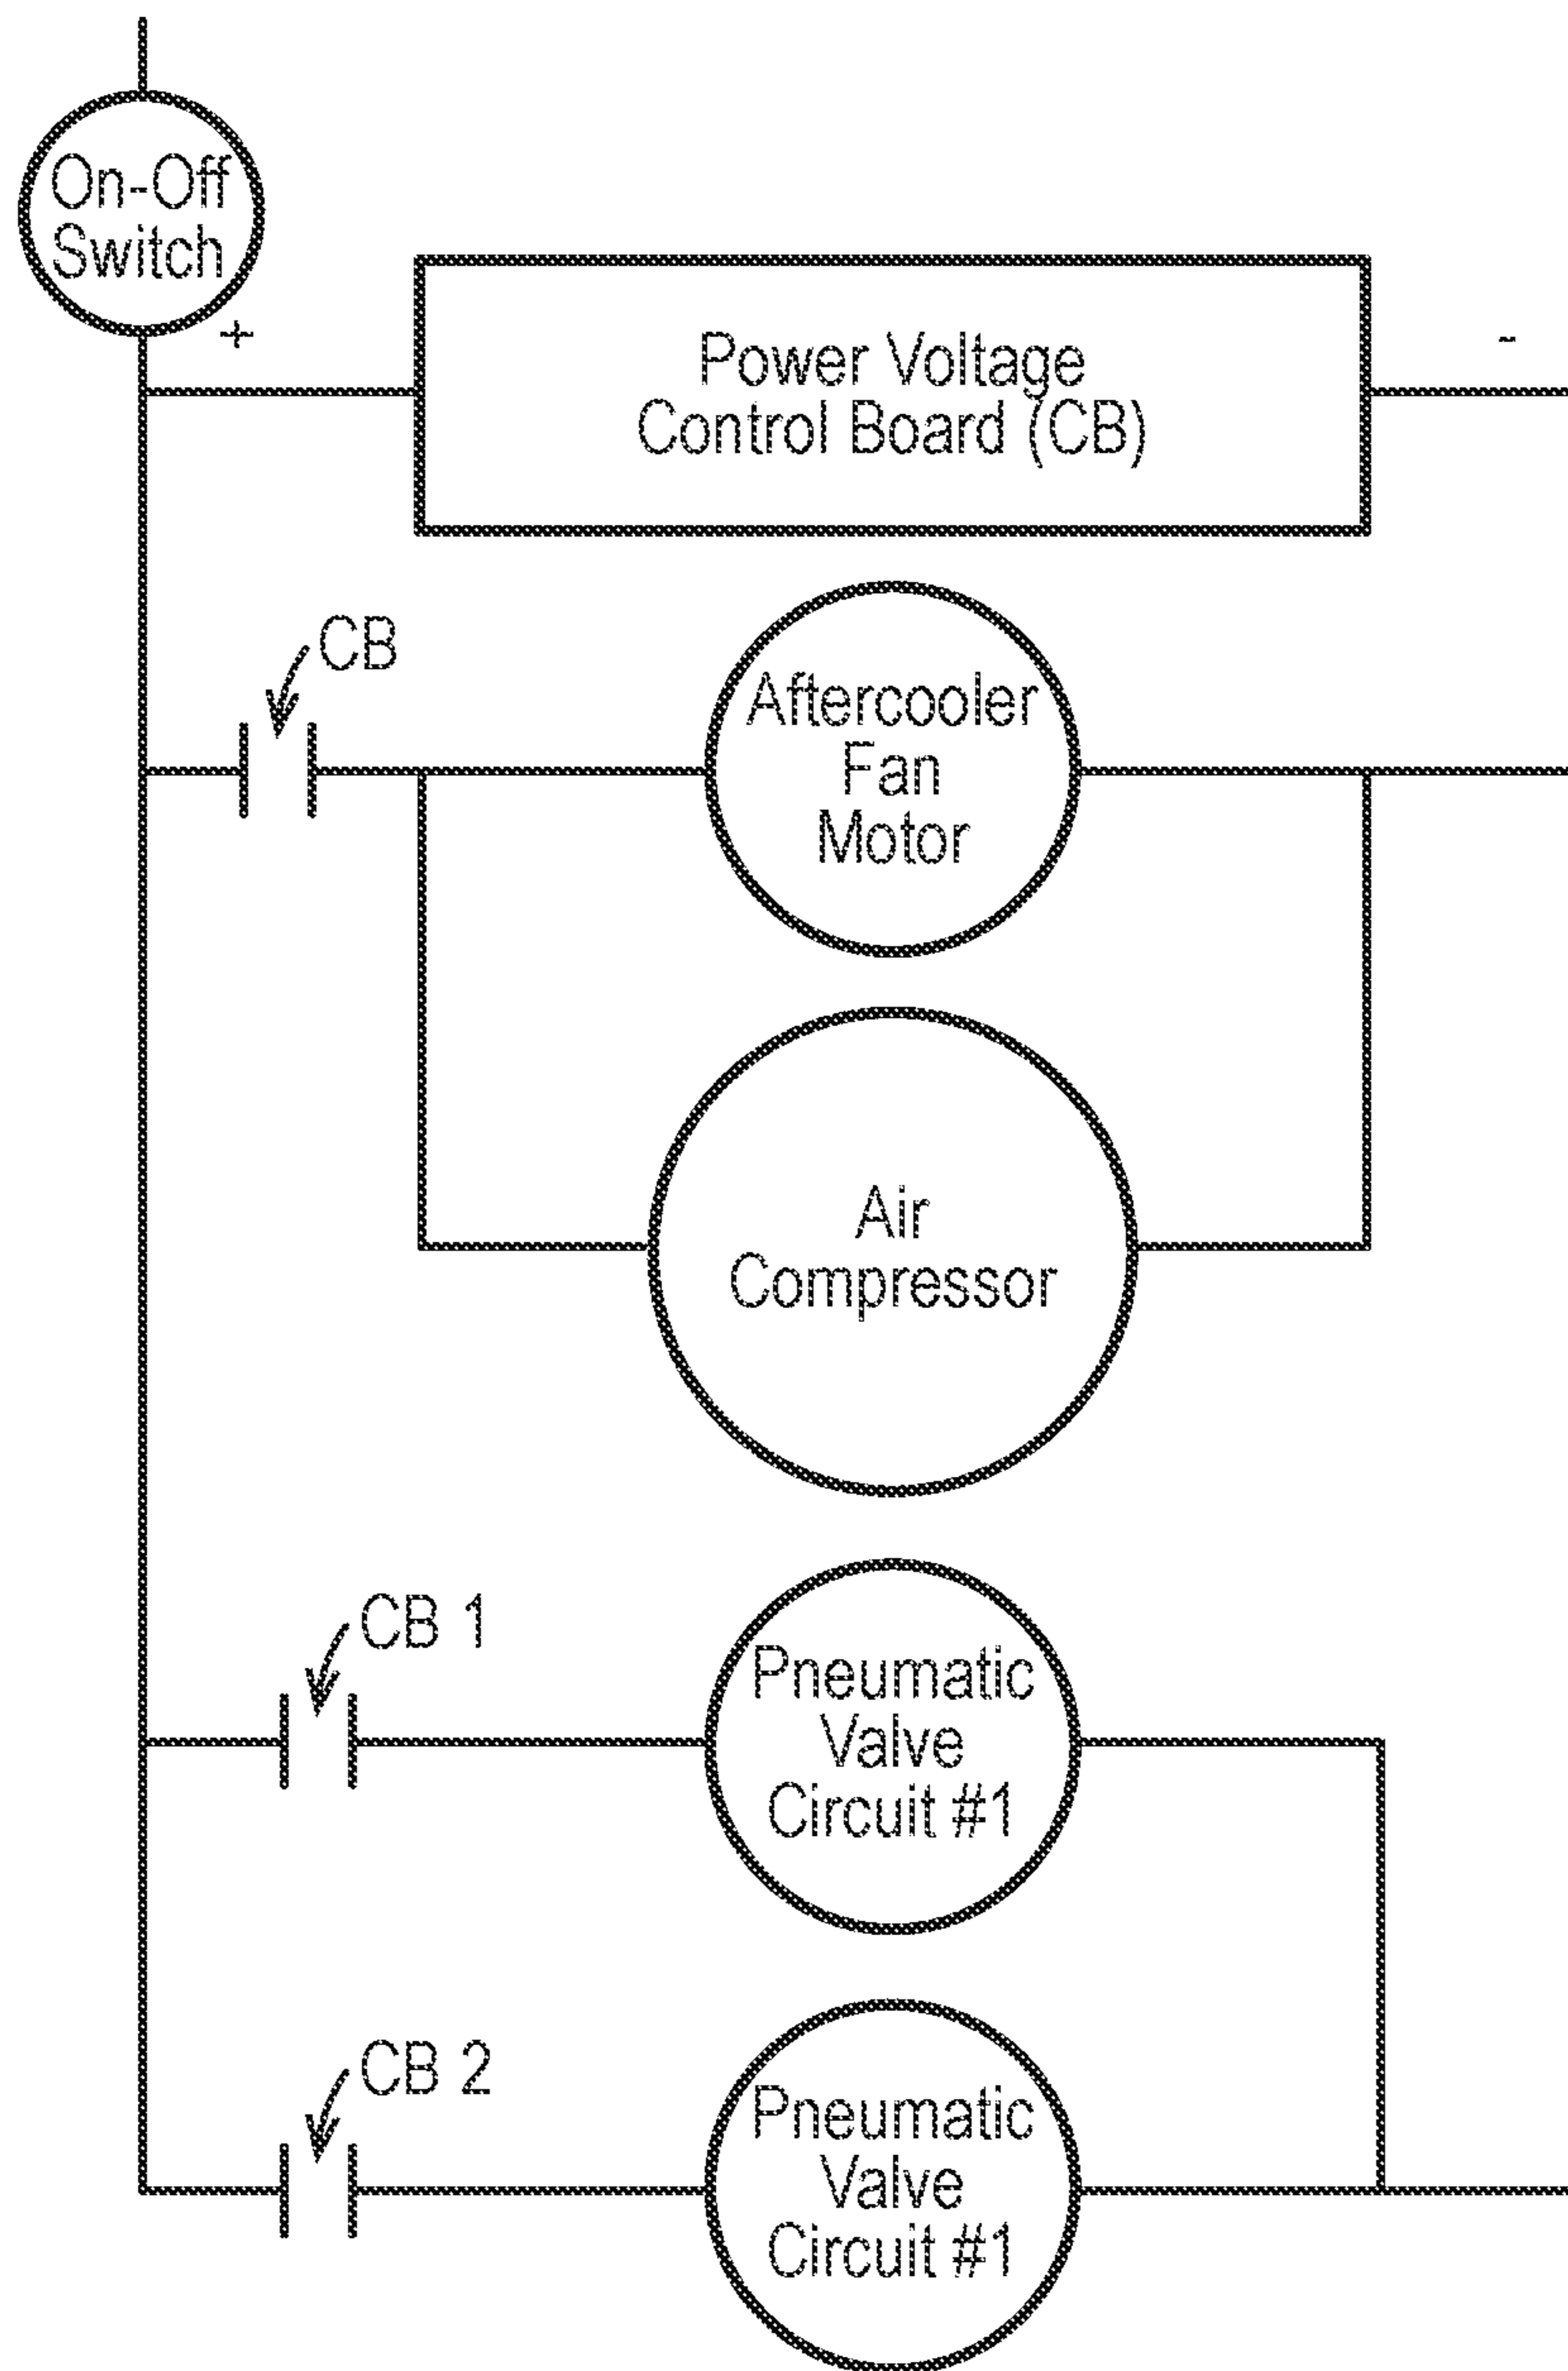 On-Off
Switch
+
-
Power Voltage
Control Board (CB)
CB
Aftercooler
Fan
Motor
Air
Compressor
CB 1
Pneumatic
Valve
Circuit #1
CB 2
Pneumatic
Valve
Circuit #1